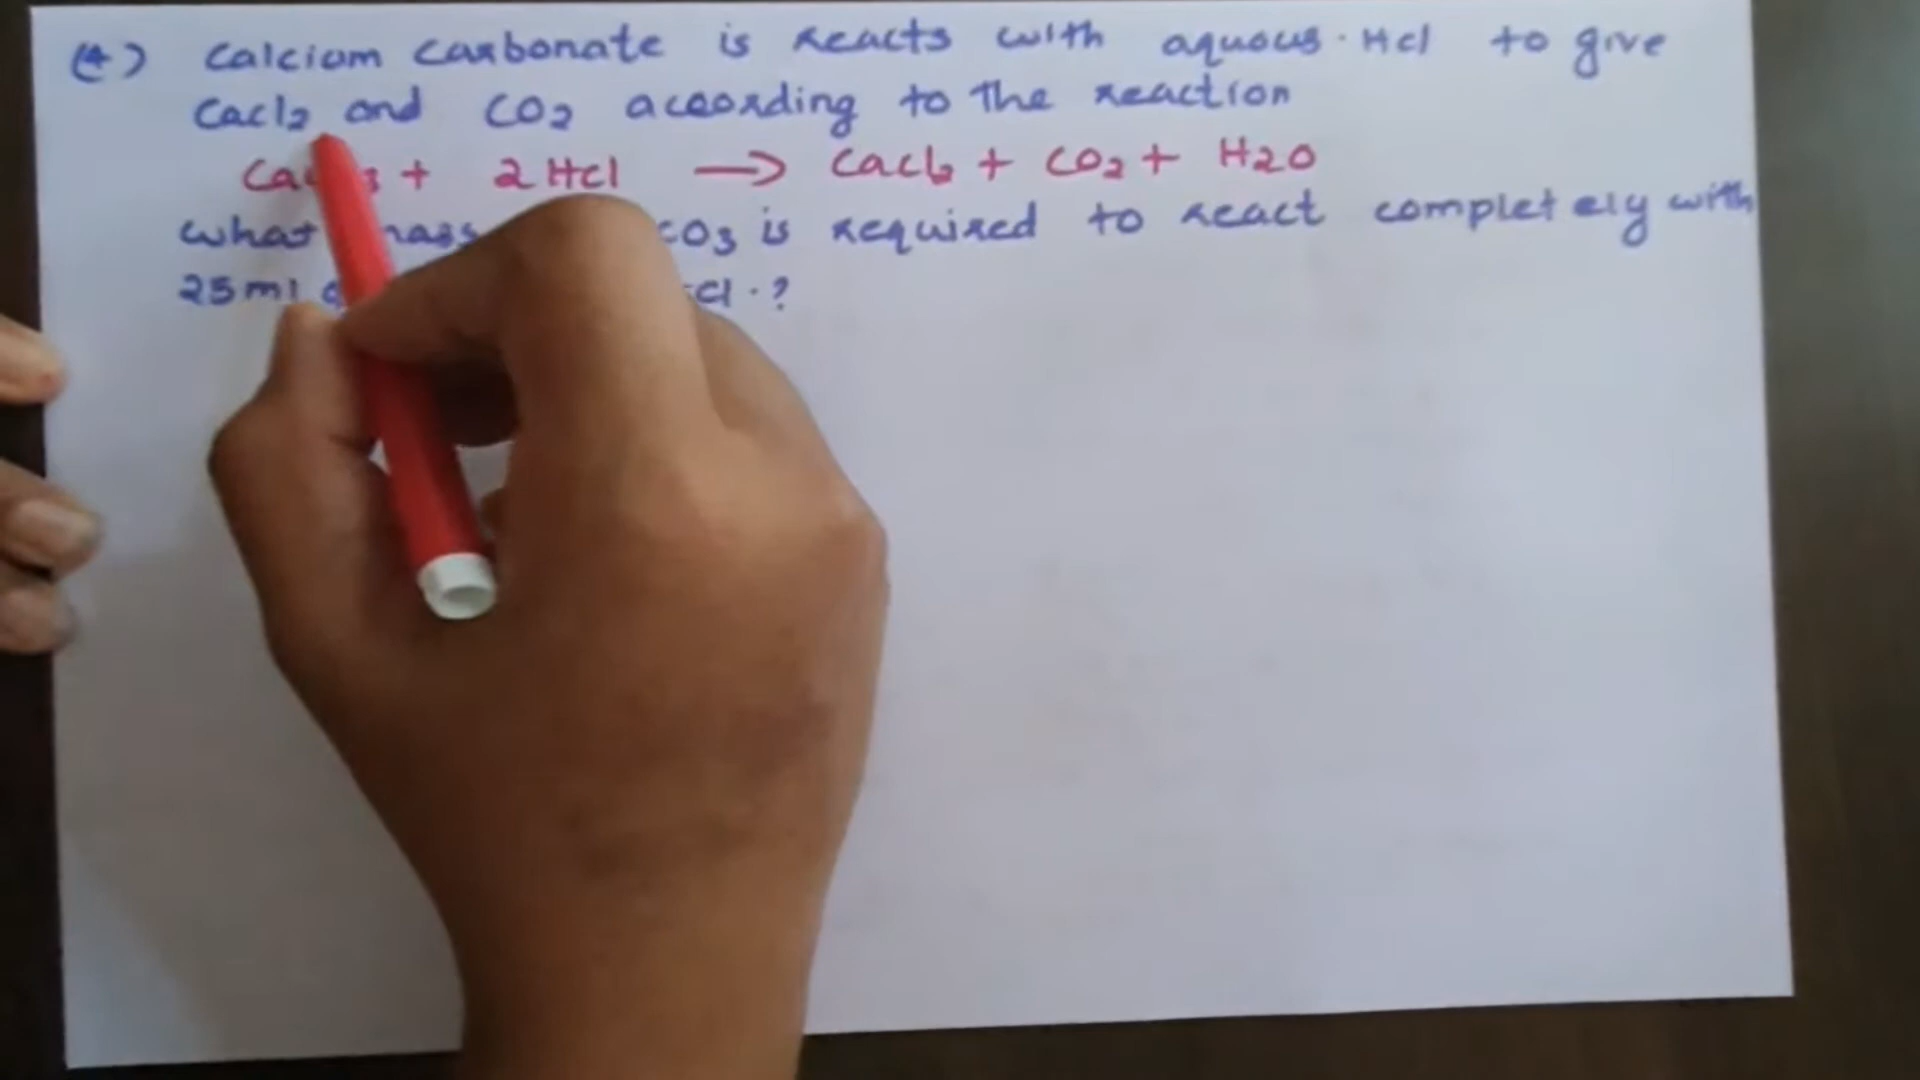 (4) Calcium carbonate is reacts with aquous. Hcl to give
Cacl2 and CO2 according to the reaction
+ 2Hcl → Cacl2 + CO2 + H2O
what is required to react completely with
25ml ?